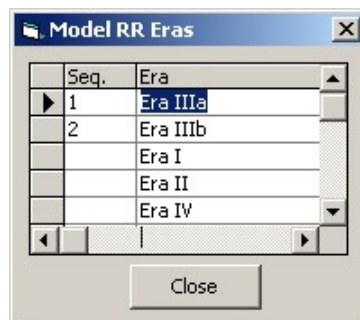 Model RR Eras
Seq. Era
1 Era IIIa
2 Era IIIb
Era I
Era II
Era IV
Close